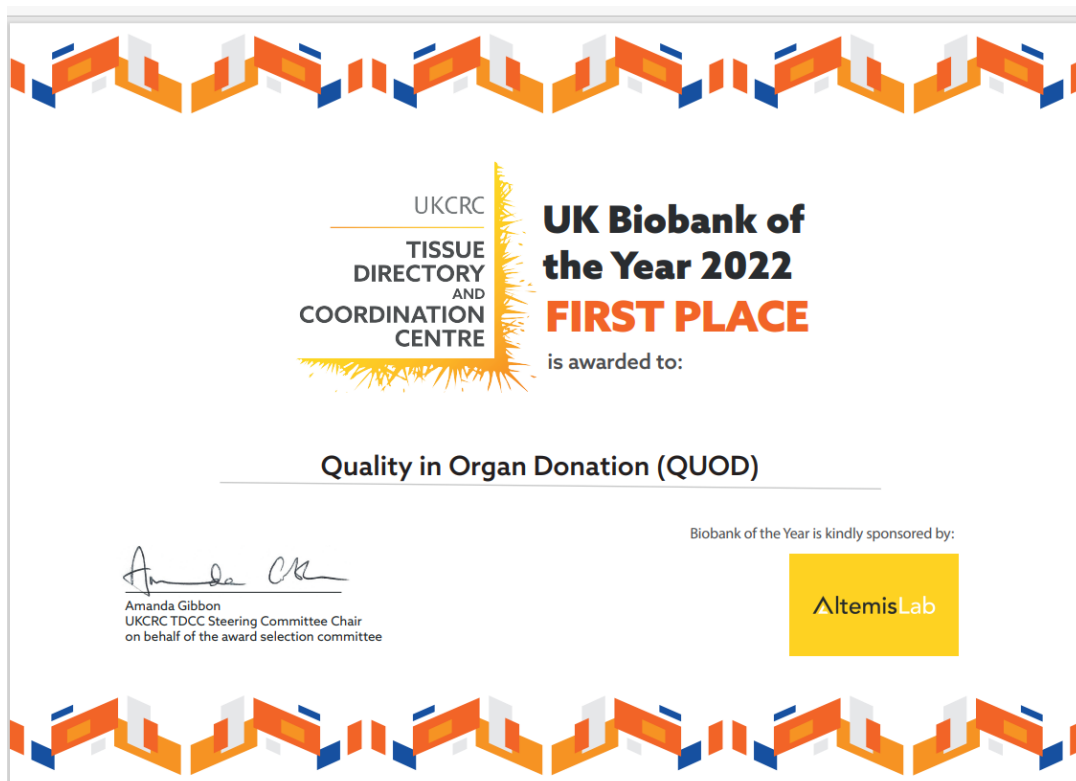 UKCRC
TISSUE
DIRECTORY
AND
COORDINATION
CENTRE
UK Biobank of
the Year 2022
FIRST PLACE
is awarded to:
Quality in Organ Donation (QUOD)
Biobank of the Year is kindly sponsored by:
AltemisLab
Amanda Gibbon
UKCRC TDCC Steering Committee Chair
on behalf of the award selection committee